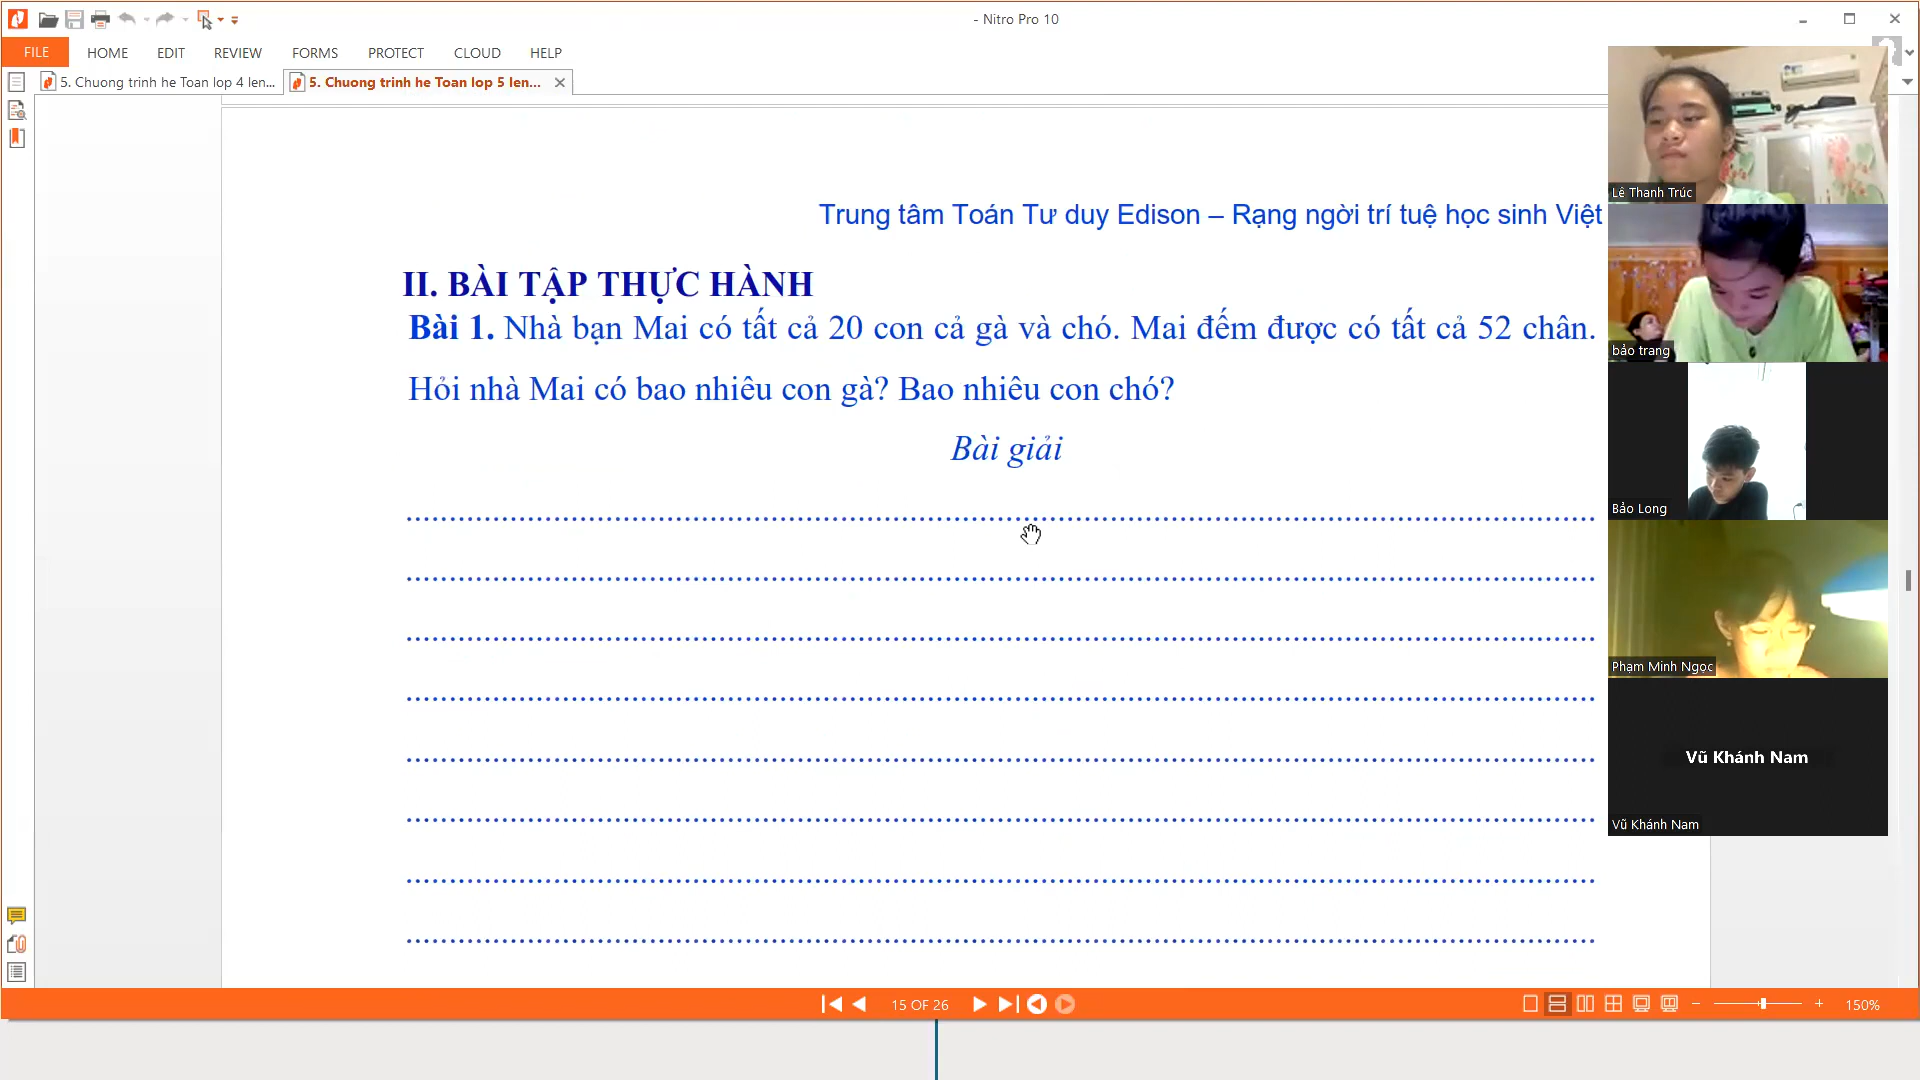 - Nitro Pro 10
FILE
HOME
EDIT
REVIEW
FORMS
PROTECT
CLOUD
HELP
5. Chuong trinh he Toan lop 4 len...
5. Chuong trinh he Toan lop 5 len...
Trung tâm Toán Tư duy Edison – Rạng ngời trí tuệ học sinh Việt
II. BÀI TẬP THỰC HÀNH
Bài 1. Nhà bạn Mai có tất cả 20 con cả gà và chó. Mai đếm được có tất cả 52 chân.
Hỏi nhà Mai có bao nhiêu con gà? Bao nhiêu con chó?
Bài giải
Lê Thanh Trúc
bảo trang
Bảo Long
Phạm Minh Ngọc
Vũ Khánh Nam
Vũ Khánh Nam
15 OF 26
150%